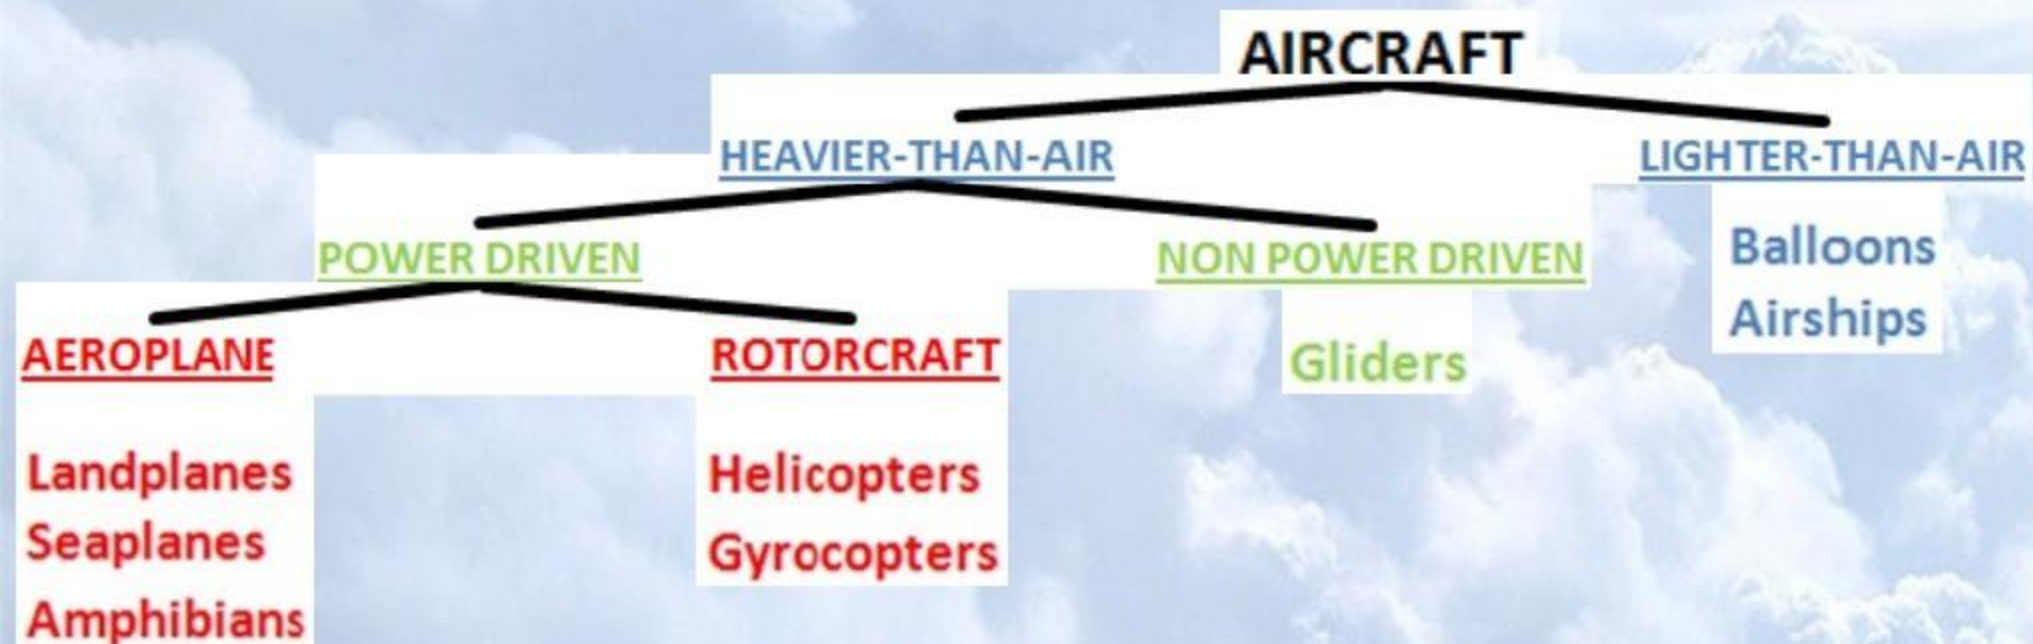 AIRCRAFT
HEAVIER-THAN-AIR
LIGHTER-THAN-AIR
POWER DRIVEN
NON POWER DRIVEN
Balloons
Airships
AEROPLANE
ROTORCRAFT
Gliders
Landplanes
Seaplanes
Amphibians
Helicopters
Gyrocopters